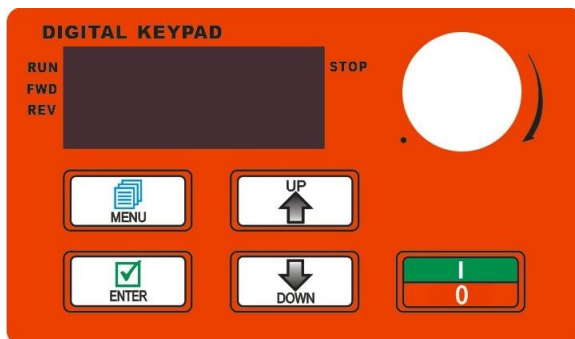 DIGITAL KEYPAD
RUN
STOP
FWD
REV
MENU
UP
ENTER
DOWN
I
0